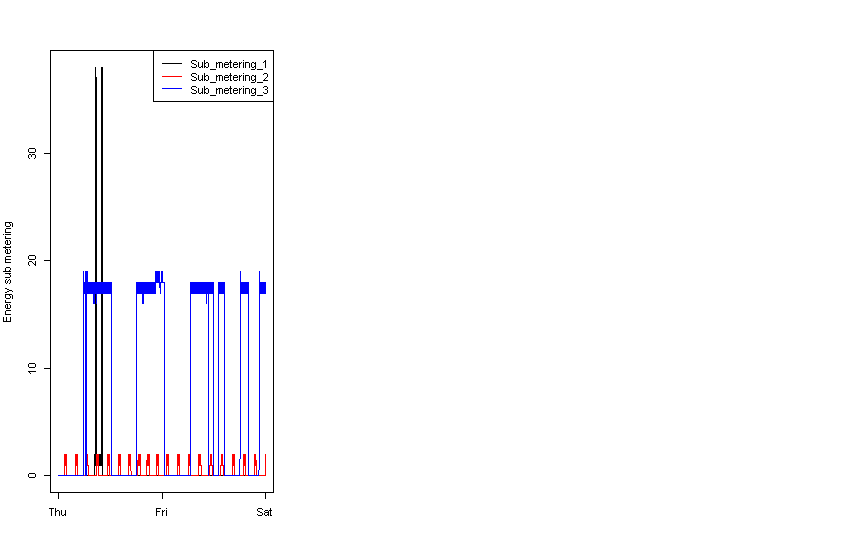 Sub_metering_1
Sub_metering_2
Sub_metering_3
30
20
10
0
Energy sub metering
Thu Fri Sat